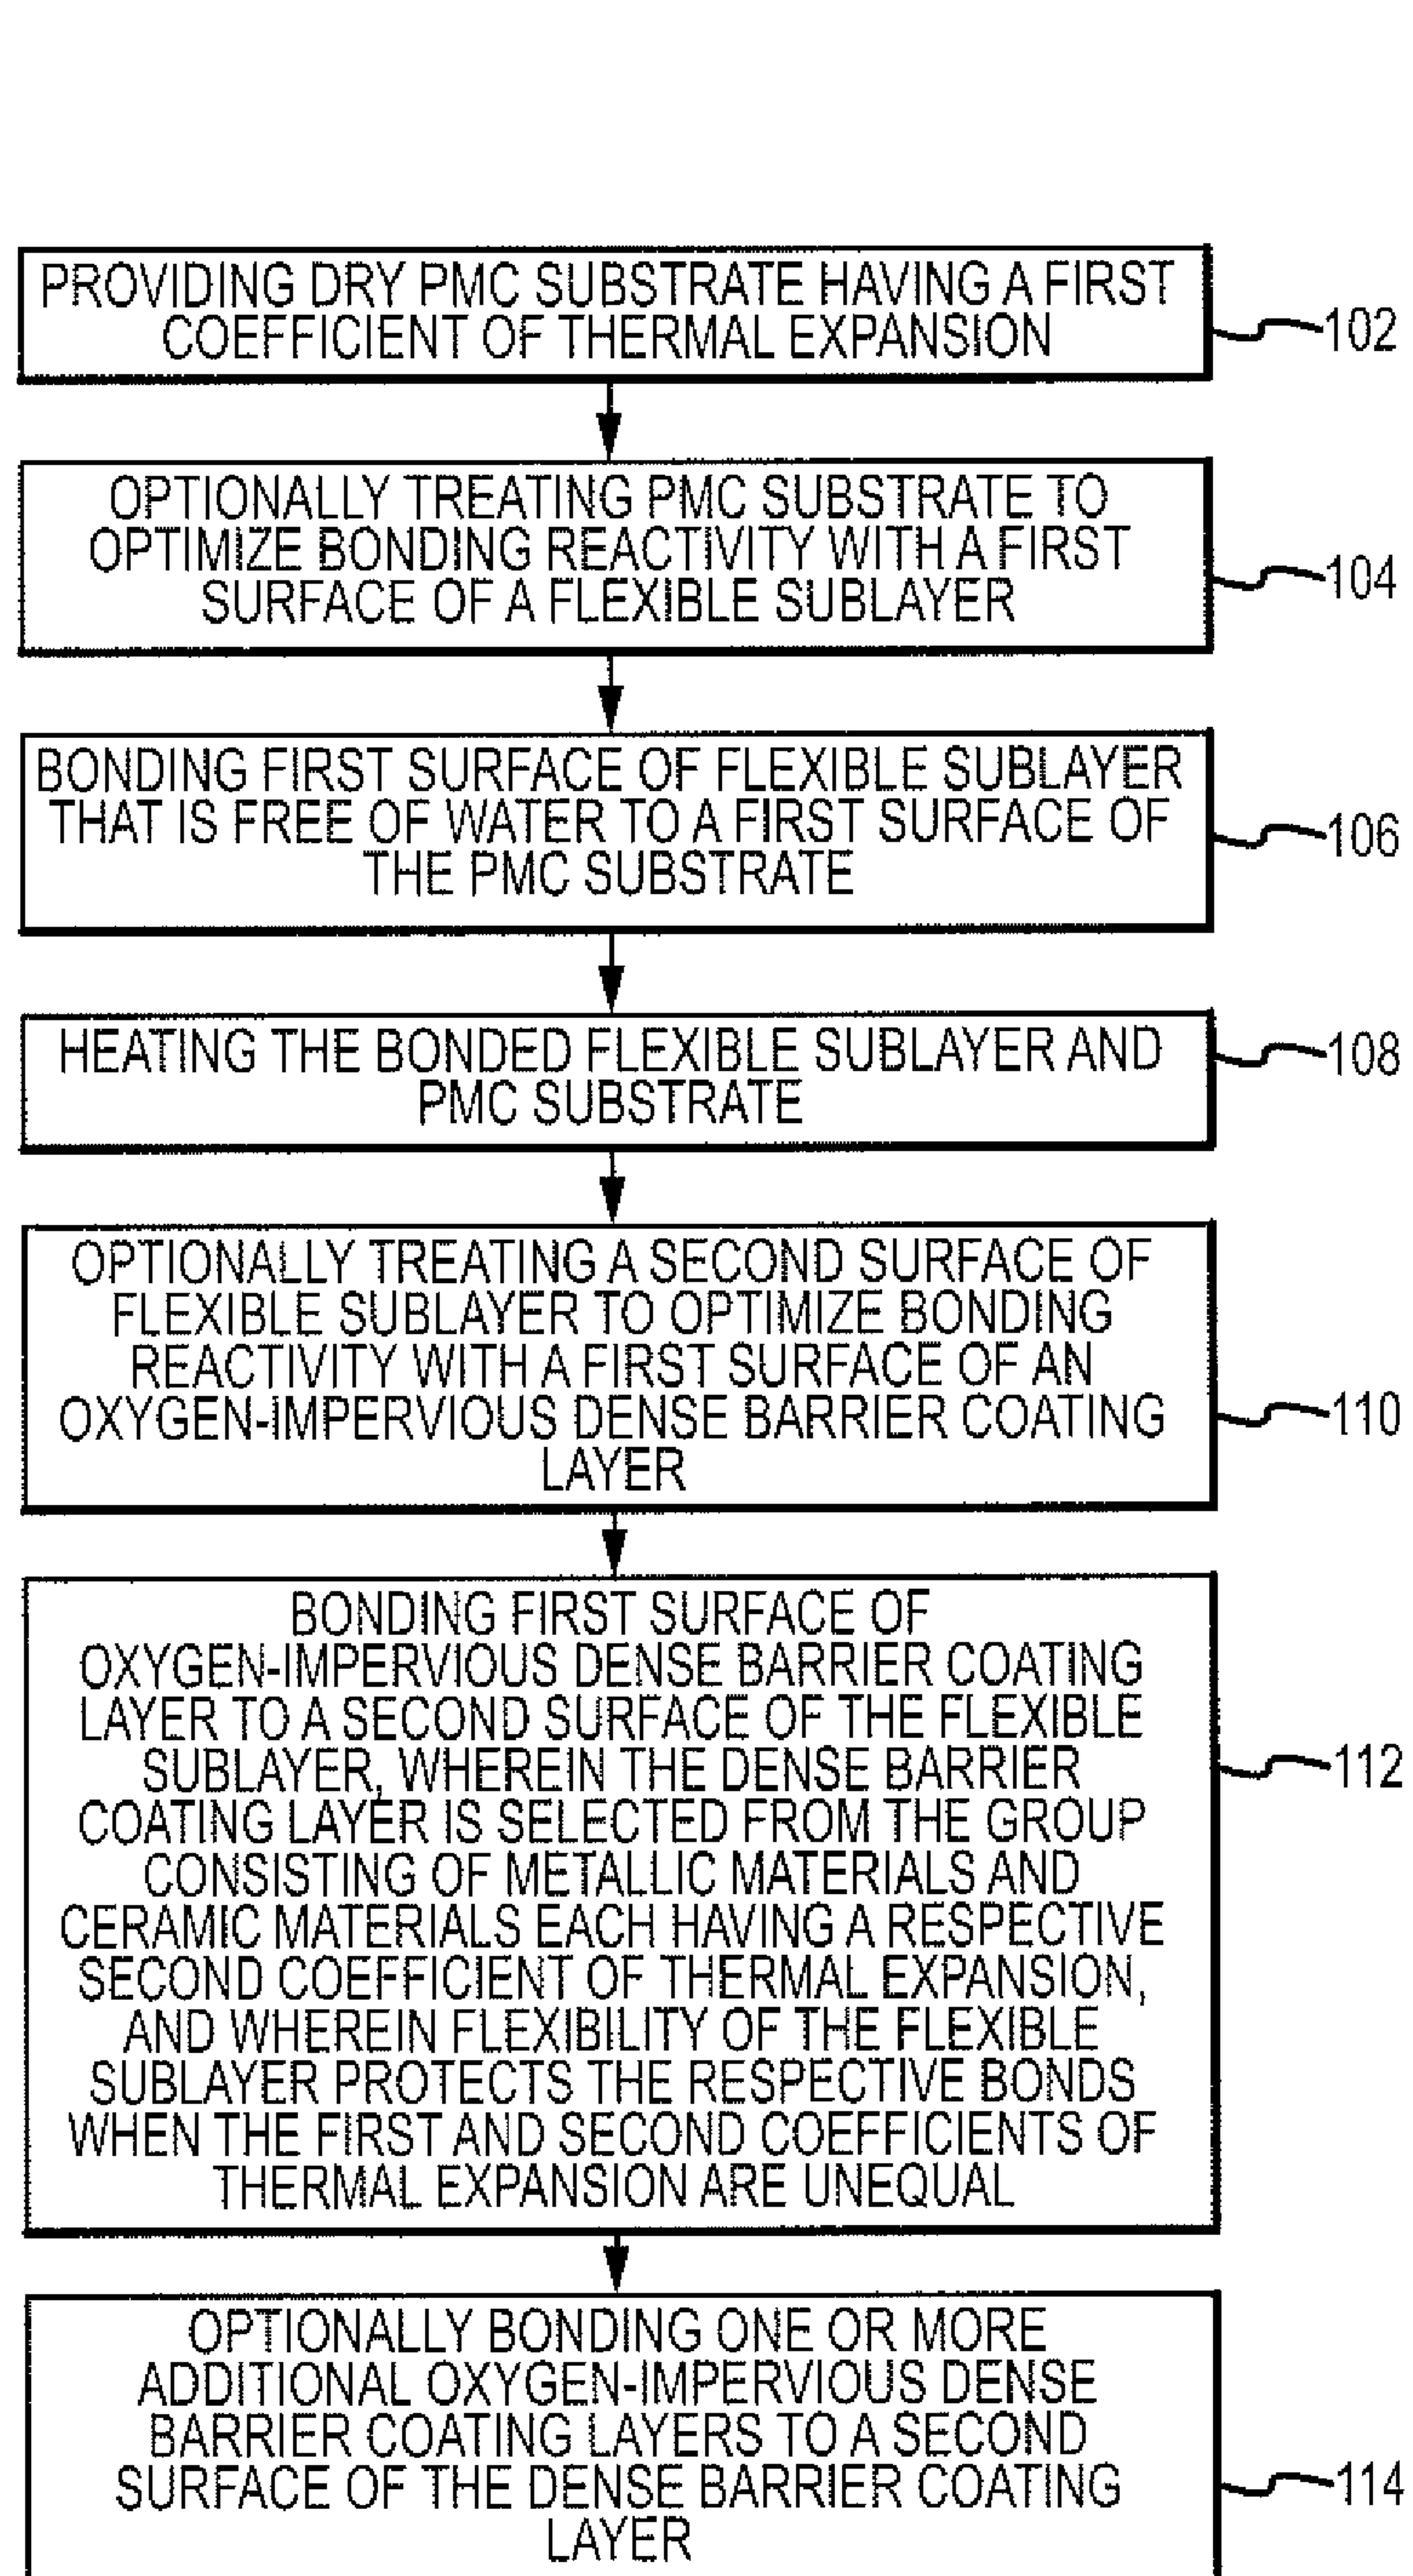 PROVIDING DRY PMC SUBSTRATE HAVING A FIRST
COEFFICIENT OF THERMAL EXPANSION
102
OPTIONALLY TREATING PMC SUBSTRATE TO
OPTIMIZE BONDING REACTIVITY WITH A FIRST
SURFACE OF A FLEXIBLE SUBLAYER
104
BONDING FIRST SURFACE OF FLEXIBLE SUBLAYER
THAT IS FREE OF WATER TO A FIRST SURFACE OF
THE PMC SUBSTRATE
106
HEATING THE BONDED FLEXIBLE SUBLAYER AND
PMC SUBSTRATE
108
OPTIONALLY TREATING A SECOND SURFACE OF
FLEXIBLE SUBLAYER TO OPTIMIZE BONDING
REACTIVITY WITH A FIRST SURFACE OF AN
OXYGEN-IMPERVIOUS DENSE BARRIER COATING
LAYER
110
BONDING FIRST SURFACE OF
OXYGEN-IMPERVIOUS DENSE BARRIER COATING
LAYER TO A SECOND SURFACE OF THE FLEXIBLE
SUBLAYER, WHEREIN THE DENSE BARRIER
COATING LAYER IS SELECTED FROM THE GROUP
CONSISTING OF METALLIC MATERIALS AND
CERAMIC MATERIALS EACH HAVING A RESPECTIVE
SECOND COEFFICIENT OF THERMAL EXPANSION,
AND WHEREIN FLEXIBILITY OF THE FLEXIBLE
SUBLAYER PROTECTS THE RESPECTIVE BONDS
WHEN THE FIRST AND SECOND COEFFICIENTS OF
THERMAL EXPANSION ARE UNEQUAL
112
OPTIONALLY BONDING ONE OR MORE
ADDITIONAL OXYGEN-IMPERVIOUS DENSE
BARRIER COATING LAYERS TO A SECOND
SURFACE OF THE DENSE BARRIER COATING
LAYER
114